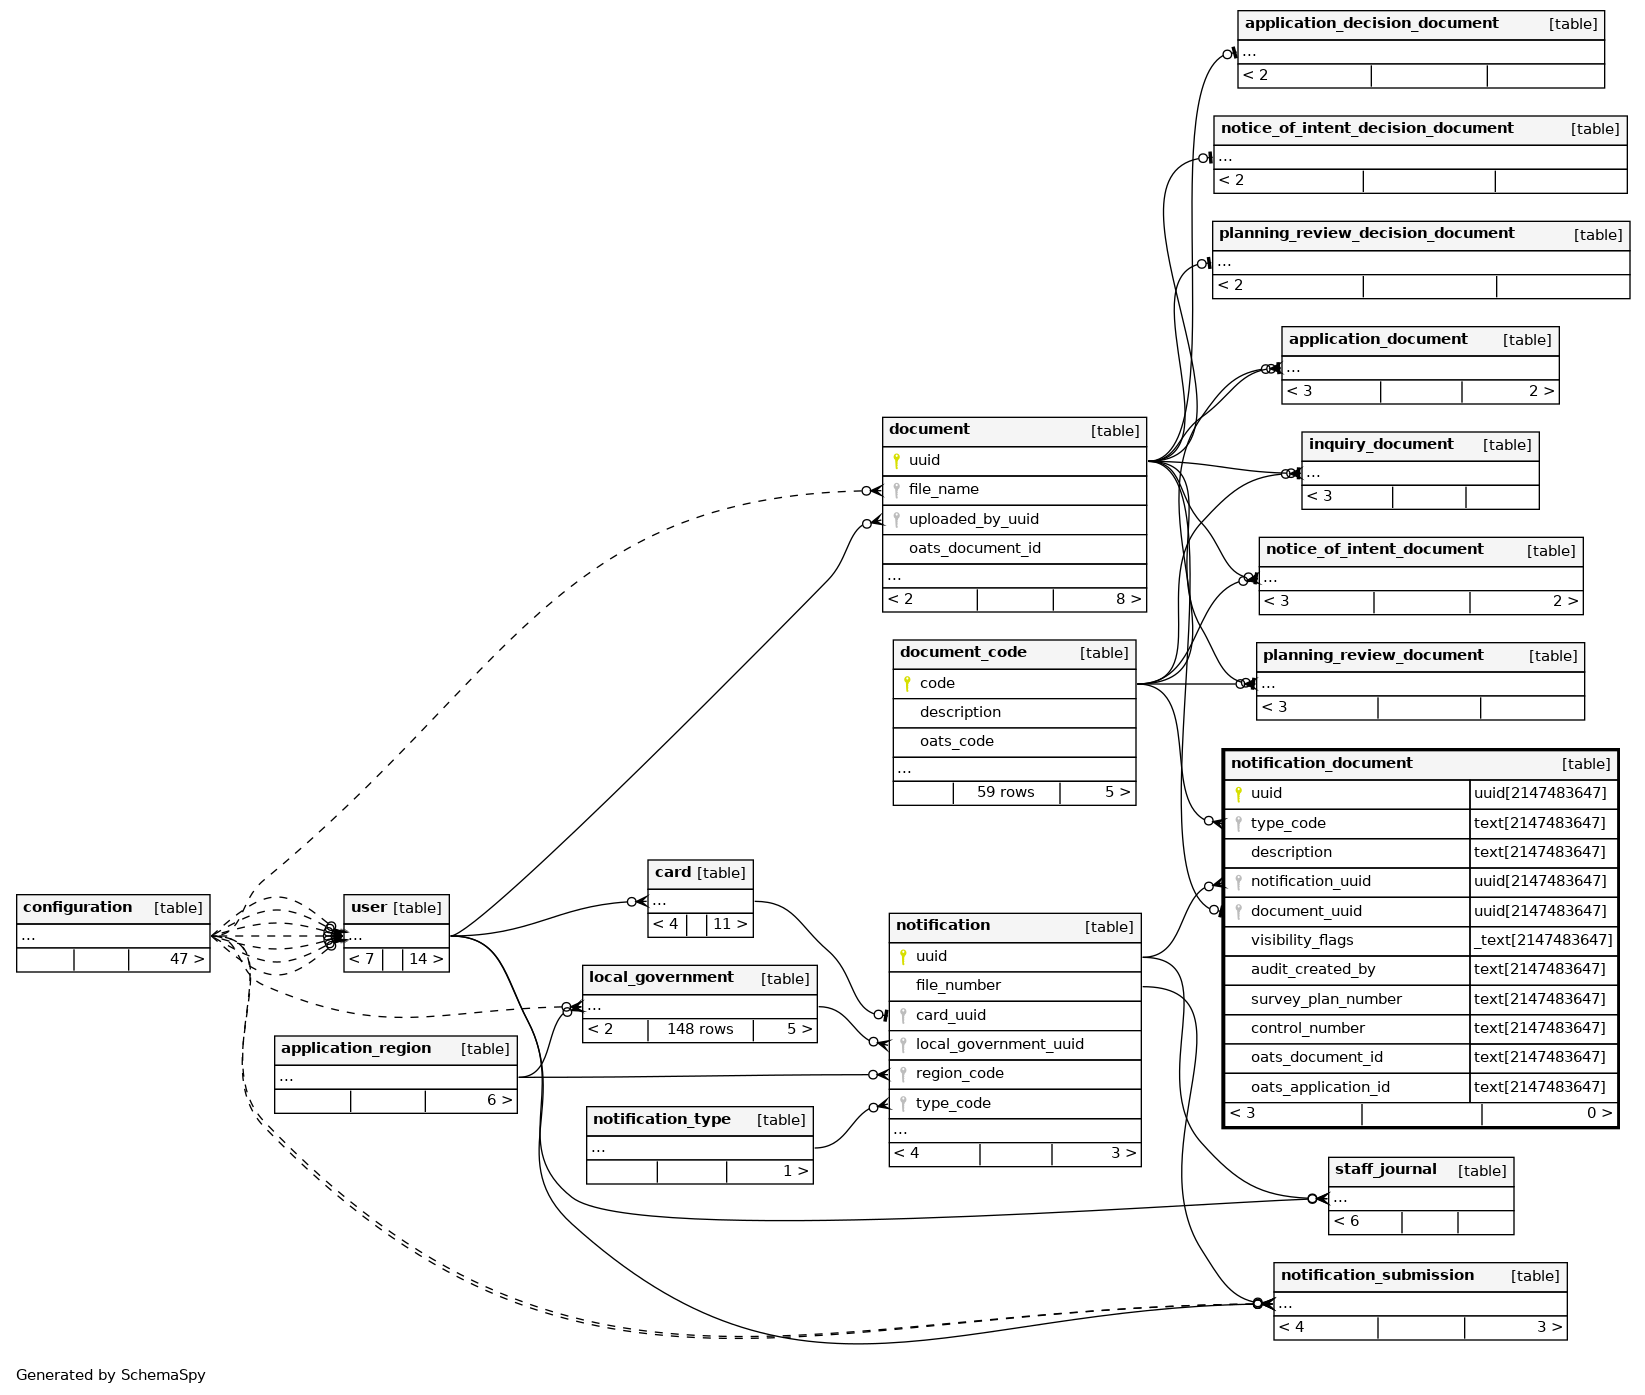 application_decision_document [table]
...
< 2
notice_of_intent_decision_document [table]
...
< 2
planning_review_decision_document [table]
...
< 2
application_document [table]
...
< 3 2 >
inquiry_document [table]
...
< 3
notice_of_intent_document [table]
...
< 3 2 >
planning_review_document [table]
...
< 3
document [table]
uuid
file_name
uploaded_by_uuid
oats_document_id
...
< 2 8 >
document_code [table]
code
description
oats_code
...
59 rows 5 >
notification_document [table]
uuid uuid[2147483647]
type_code text[2147483647]
description text[2147483647]
notification_uuid uuid[2147483647]
document_uuid uuid[2147483647]
visibility_flags _text[2147483647]
audit_created_by text[2147483647]
survey_plan_number text[2147483647]
control_number text[2147483647]
oats_document_id text[2147483647]
oats_application_id text[2147483647]
< 3 0 >
configuration [table]
...
47 >
user [table]
...
< 7 14 >
card [table]
...
< 4 11 >
local_government [table]
...
< 2 148 rows 5 >
application_region [table]
...
6 >
notification_type [table]
...
1 >
notification [table]
uuid
file_number
card_uuid
local_government_uuid
region_code
type_code
...
< 4 3 >
staff_journal [table]
...
< 6
notification_submission [table]
...
< 4 3 >
Generated by SchemaSpy